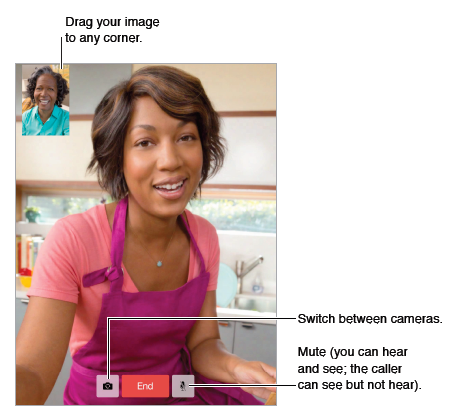 Drag your image
to any corner.
End
Switch between cameras.
Mute (you can hear
and see; the caller
can see but not hear).